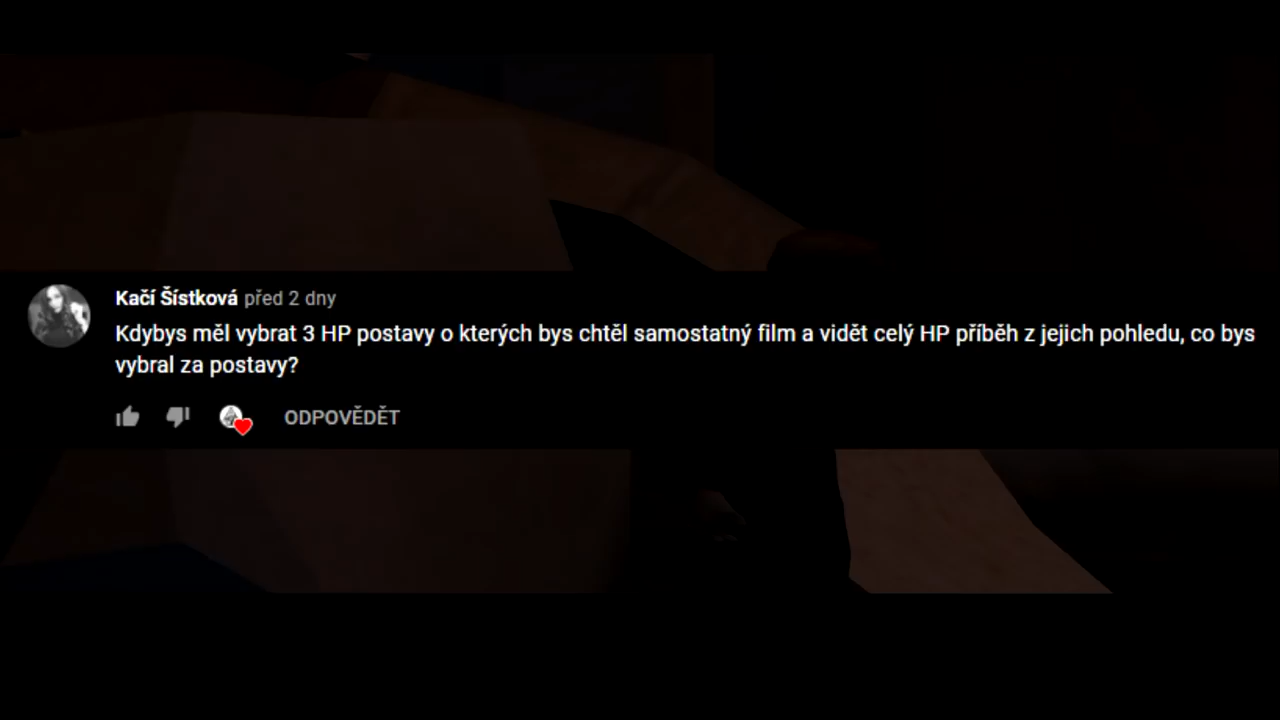 Kačí Šístková před 2 dny
Kdybys měl vybrat 3 HP postavy o kterých bys chtěl samostatný film a vidět celý HP příběh z jejich pohledu, co bys
vybral za postavy?
ODPOVĚDĚT